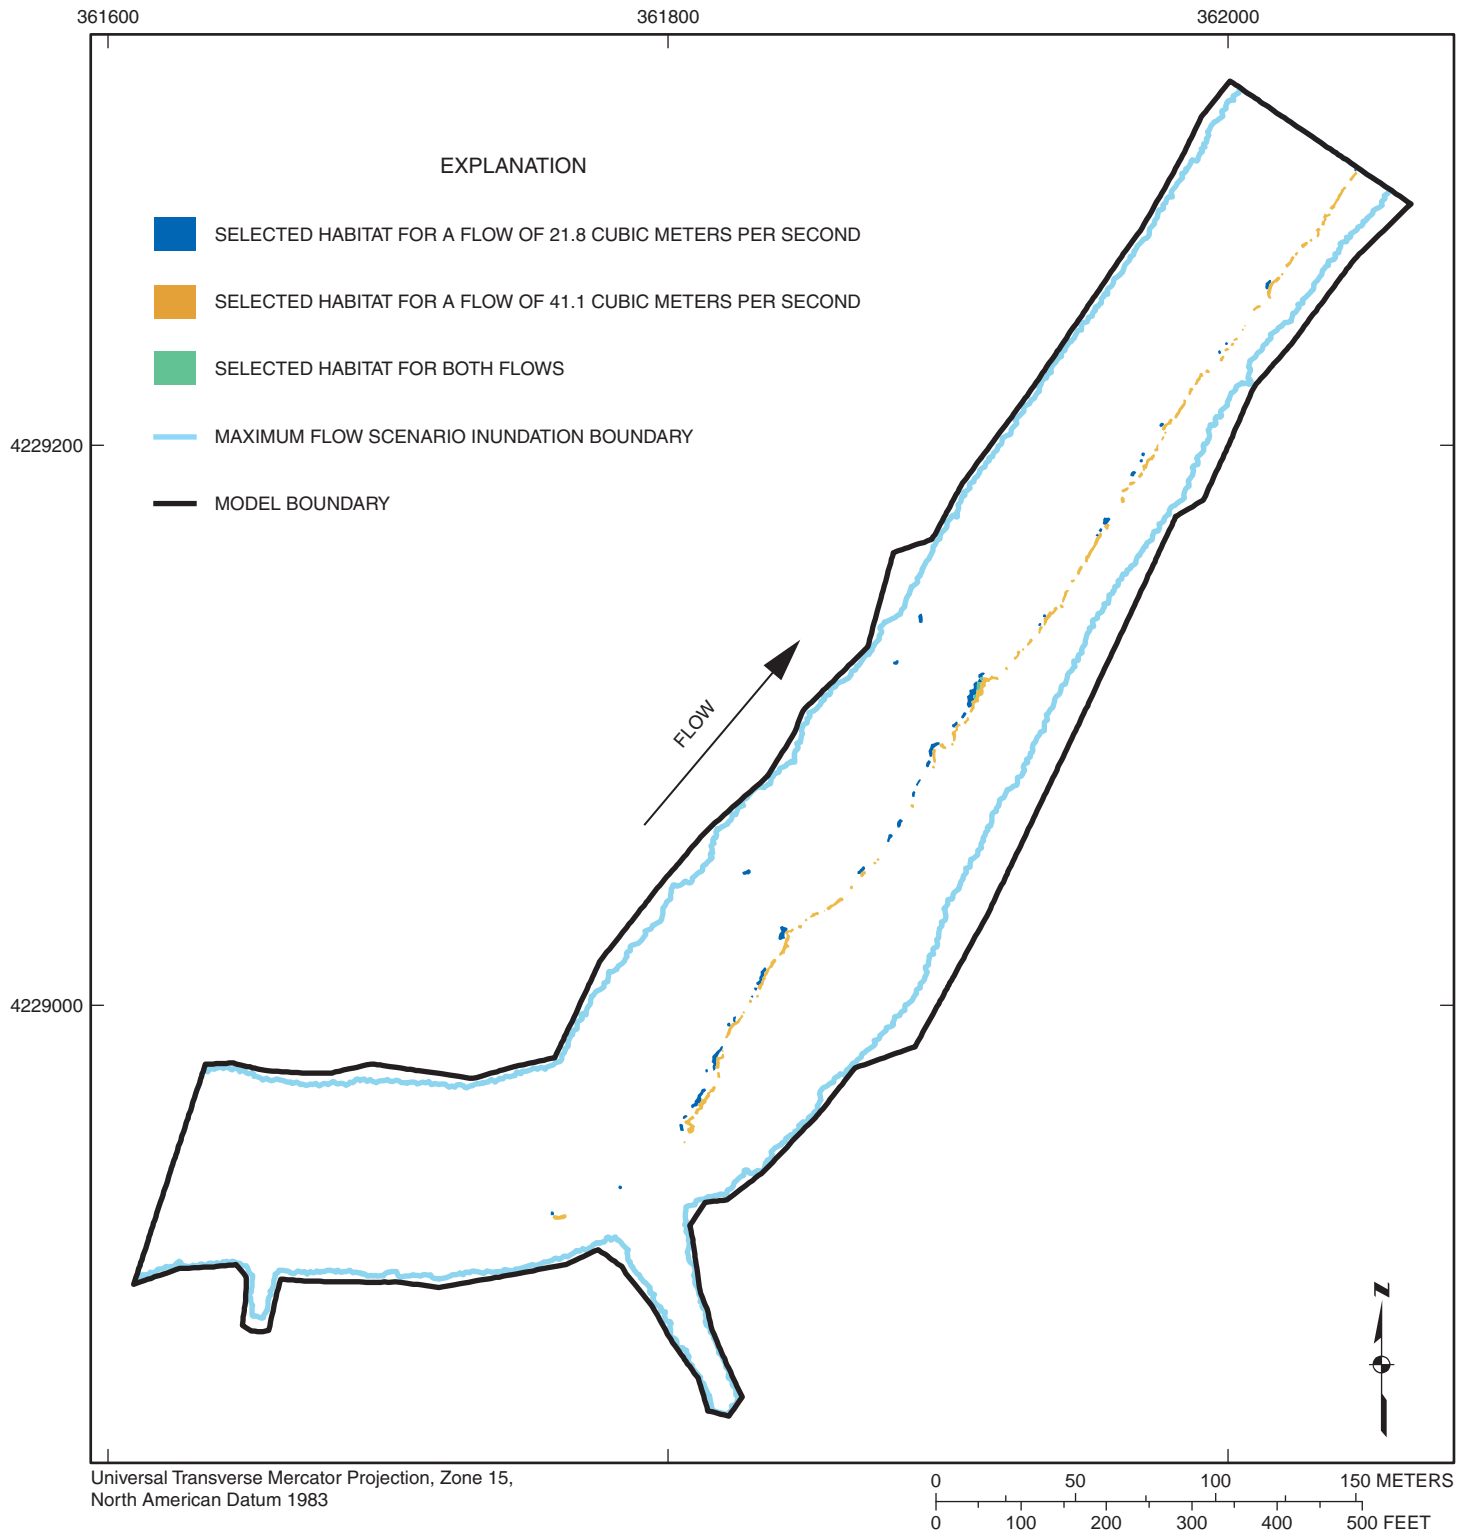 361600 361800 362000
EXPLANATION
SELECTED HABITAT FOR A FLOW OF 21.8 CUBIC METERS PER SECOND
SELECTED HABITAT FOR A FLOW OF 41.1 CUBIC METERS PER SECOND
SELECTED HABITAT FOR BOTH FLOWS
MAXIMUM FLOW SCENARIO INUNDATION BOUNDARY
4229200
MODEL BOUNDARY
FLOW
4229000
N
Universal Transverse Mercator Projection, Zone 15,
North American Datum 1983
0 50 100 150 METERS
0 100 200 300 400 500 FEET